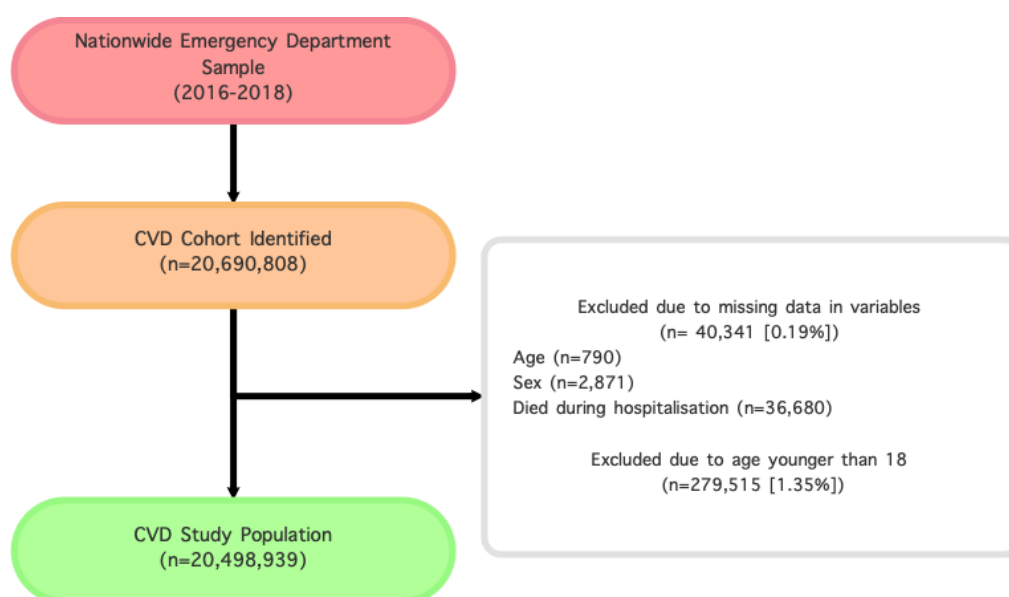 Nationwide Emergency Department
Sample
(2016-2018)
CVD Cohort Identified
(n=20,690,808)
Excluded due to missing data in variables
(n= 40,341 [0.19%])
Age (n=790)
Sex (n=2,871)
Died during hospitalisation (n=36,680)
Excluded due to age younger than 18
(n=279,515 [1.35%])
CVD Study Population
(n=20,498,939)